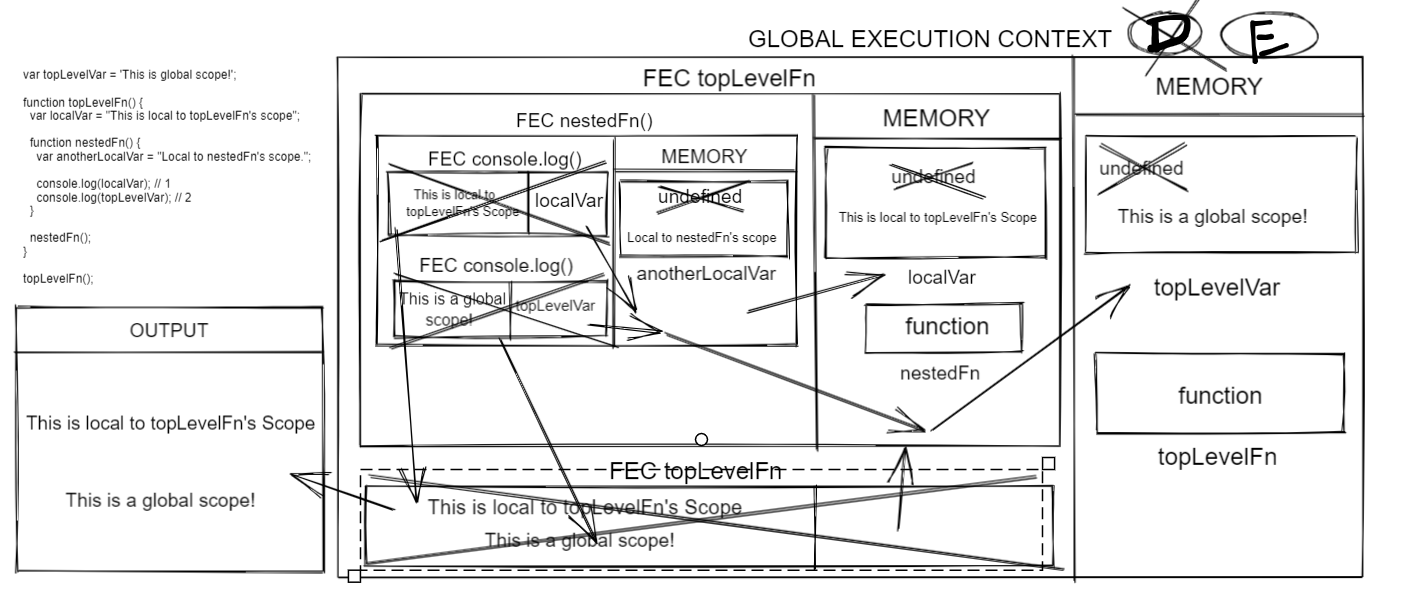 GLOBAL EXECUTION CONTEXT
D
E
var topLevelVar = 'This is global scope!';
function topLevelFn() {
var localVar = "This is local to topLevelFn's scope";
function nestedFn() {
var anotherLocalVar = "Local to nestedFn's scope.";
console.log(localVar); // 1
console.log(topLevelVar); // 2
}
nestedFn();
}
topLevelFn();
OUTPUT
This is local to topLevelFn's Scope
This is a global scope!
FEC topLevelFn
FEC nestedFn()
FEC console.log()
This is local to
topLevelFn's Scope
localVar
FEC console.log()
This is a global
scope!
topLevelVar
MEMORY
undefined
Local to nestedFn's scope
anotherLocalVar
MEMORY
undefined
This is local to topLevelFn's Scope
localVar
function
nestedFn
FEC topLevelFn
This is local to topLevelFn's Scope
This is a global scope!
MEMORY
undefined
This is a global scope!
topLevelVar
function
topLevelFn